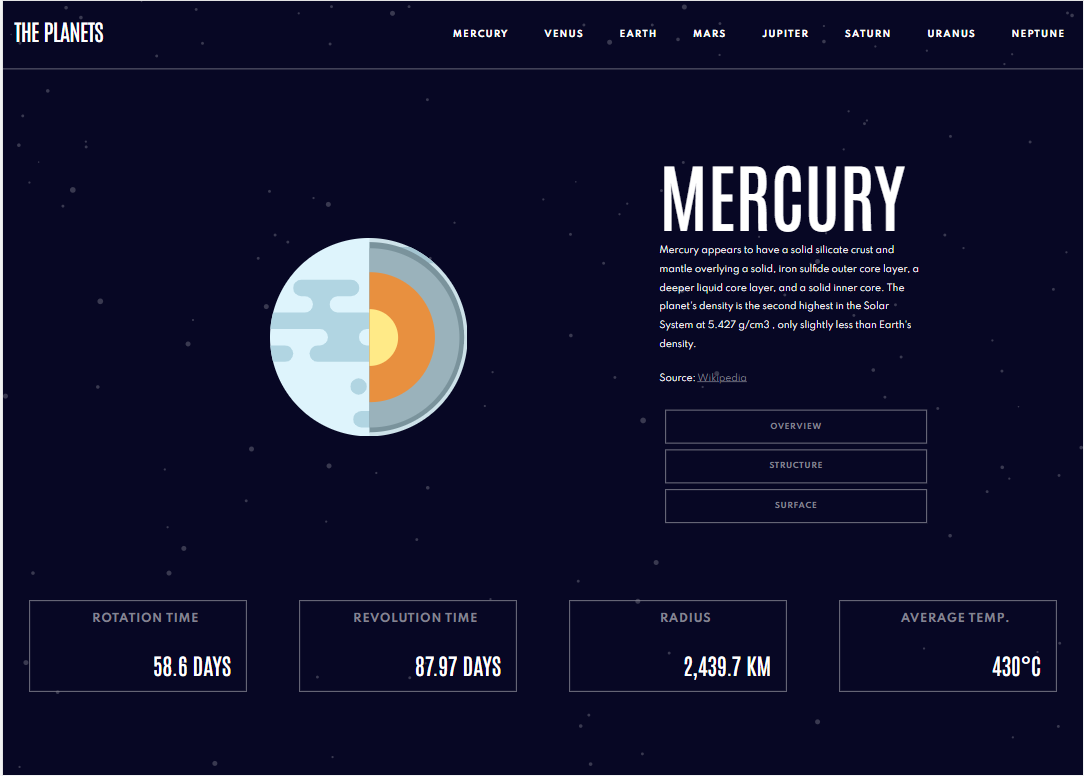 THE PLANETS
MERCURY VENUS EARTH MARS JUPITER SATURN URANUS NEPTUNE
MERCURY
Mercury appears to have a solid silicate crust and
mantle overlying a solid, iron sulfide outer core layer, a
deeper liquid core layer, and a solid inner core. The
planet's density is the second highest in the Solar
System at 5.427 g/cm3 , only slightly less than Earth's
density.
Source: Wikipedia
OVERVIEW
STRUCTURE
SURFACE
ROTATION TIME
58.6 DAYS
REVOLUTION TIME
87.97 DAYS
RADIUS
2,439.7 KM
AVERAGE TEMP.
430°C